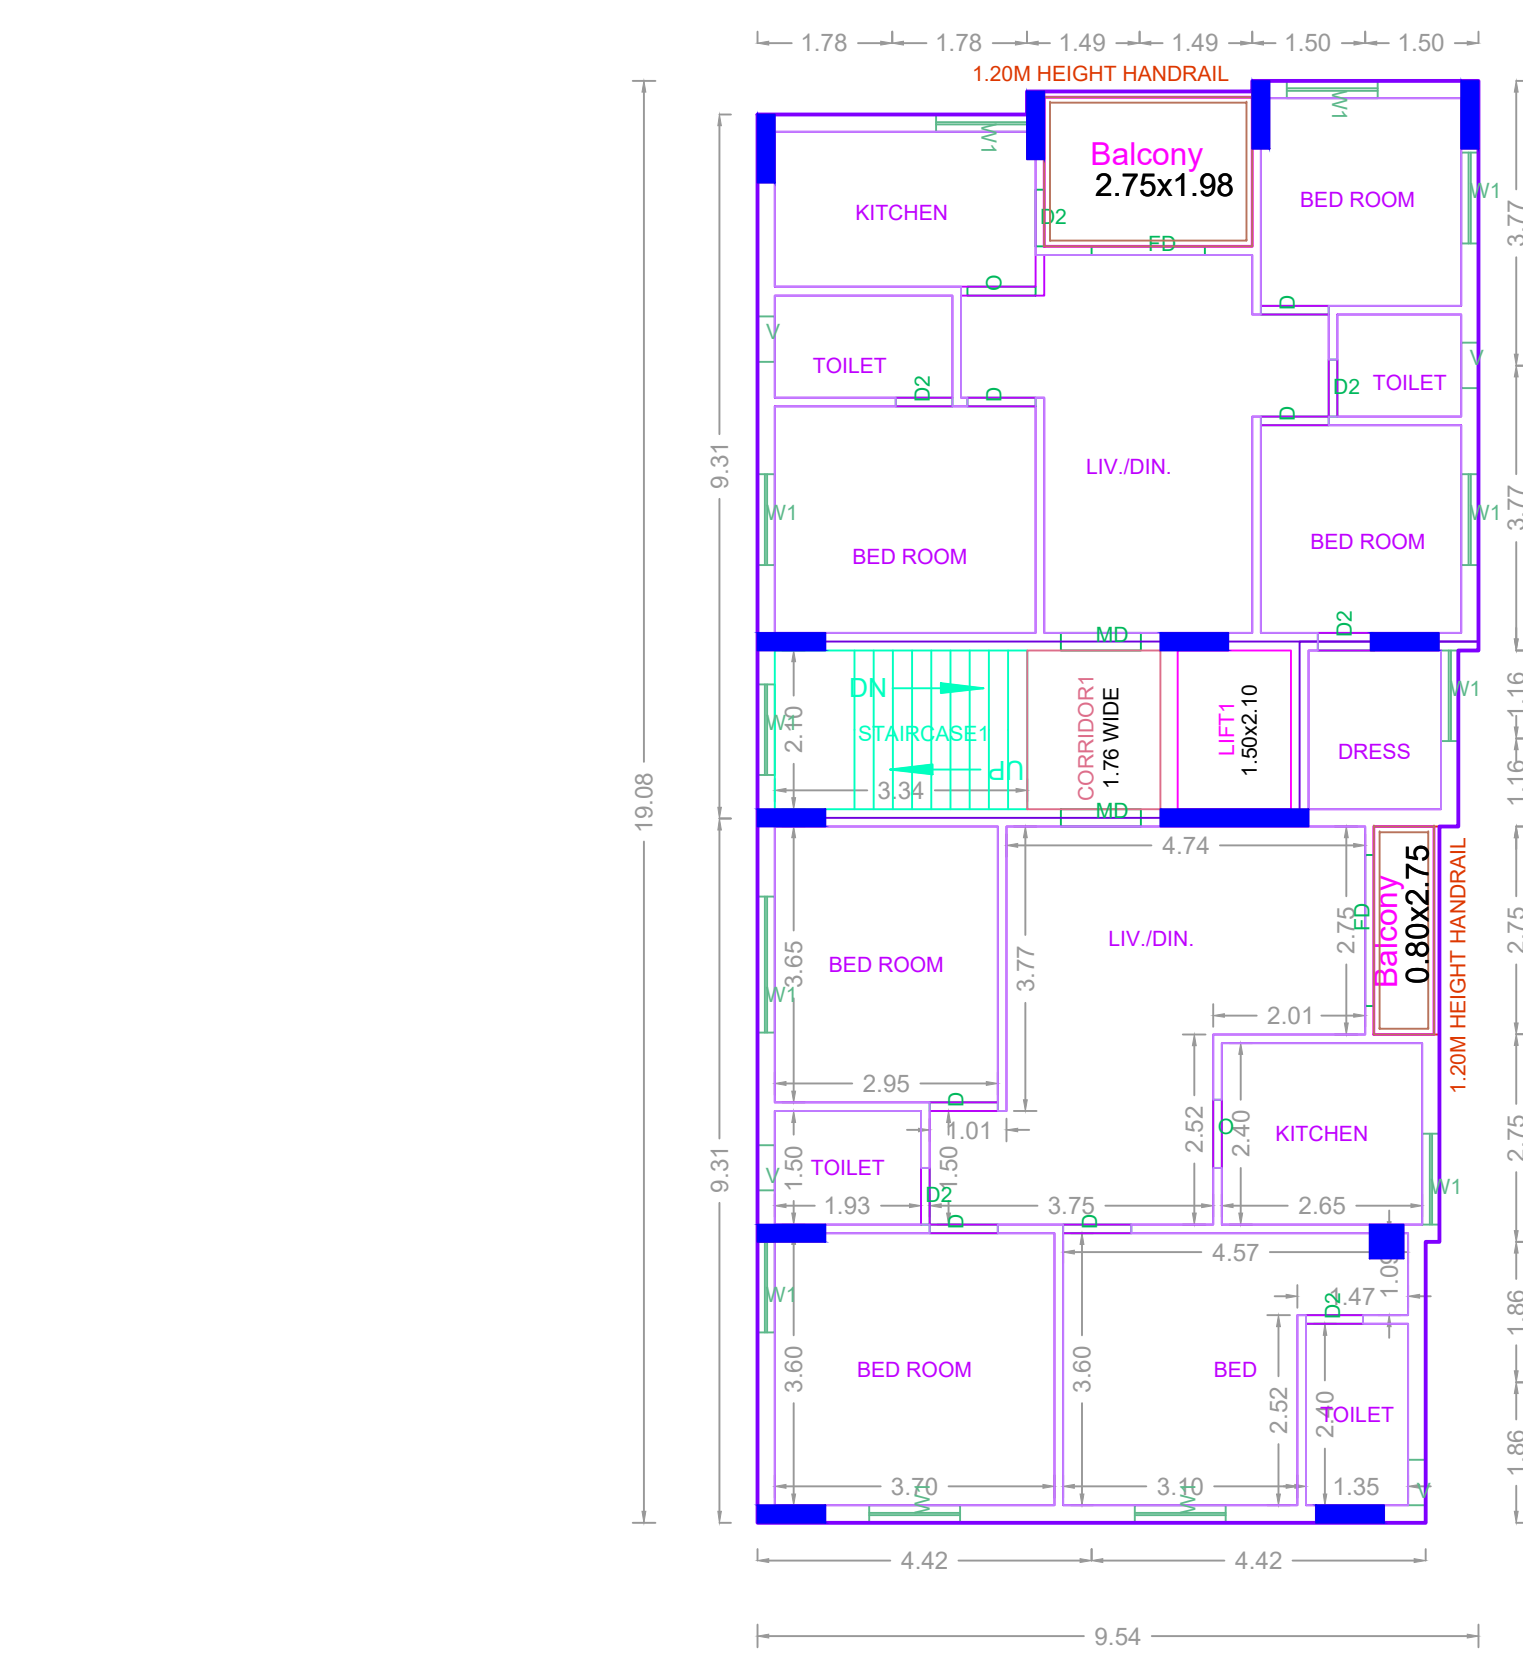 1.78
1.78
1.49
1.49
1.50
1.50
1.20M HEIGHT HANDRAIL
W1
W1
Balcony
2.75x1.98
KITCHEN
D2
FD
BED ROOM
W1
3.77
O
D
V
TOILET
D2
D
D2
TOILET
V
D
9.31
LIV./DIN.
W1
BED ROOM
BED ROOM
W1
3.77
MD
D2
DN
STAIRCASE1
UP
W1
2.10
3.34
CORRIDOR1
1.76 WIDE
LIFT1
1.50x2.10
DRESS
W1
1.16
1.16
19.08
MD
4.74
BED ROOM
3.65
W1
LIV./DIN.
3.77
2.75
FD
Balcony
0.80x2.75
1.20M HEIGHT HANDRAIL
2.75
2.01
2.95
D
1.01
9.31
V
TOILET
1.50
1.50
1.93
D2
D
3.75
D
2.52
O
2.40
KITCHEN
2.65
W1
2.75
4.57
1.09
1.47
D2
W1
1.86
BED ROOM
3.60
3.60
BED
2.52
2.40
TOILET
3.70
W1
3.10
W1
1.35
V
1.86
4.42
4.42
9.54